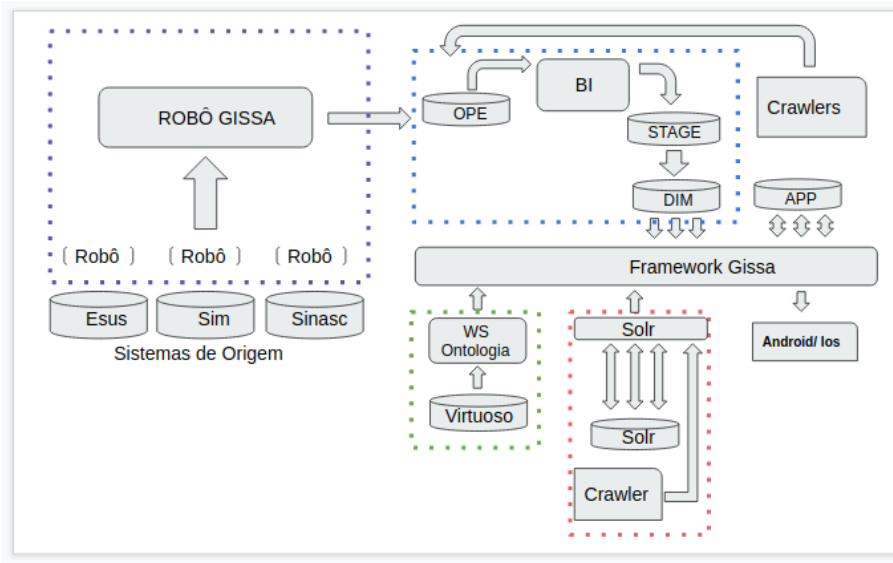 ROBÔ GISSA
Robô
Robô
Robô
Esus
Sim
Sinasc
Sistemas de Origem
OPE
BI
STAGE
DIM
Crawlers
APP
Framework Gissa
WS
Ontologia
Virtuoso
Solr
Solr
Crawler
Android/ Ios